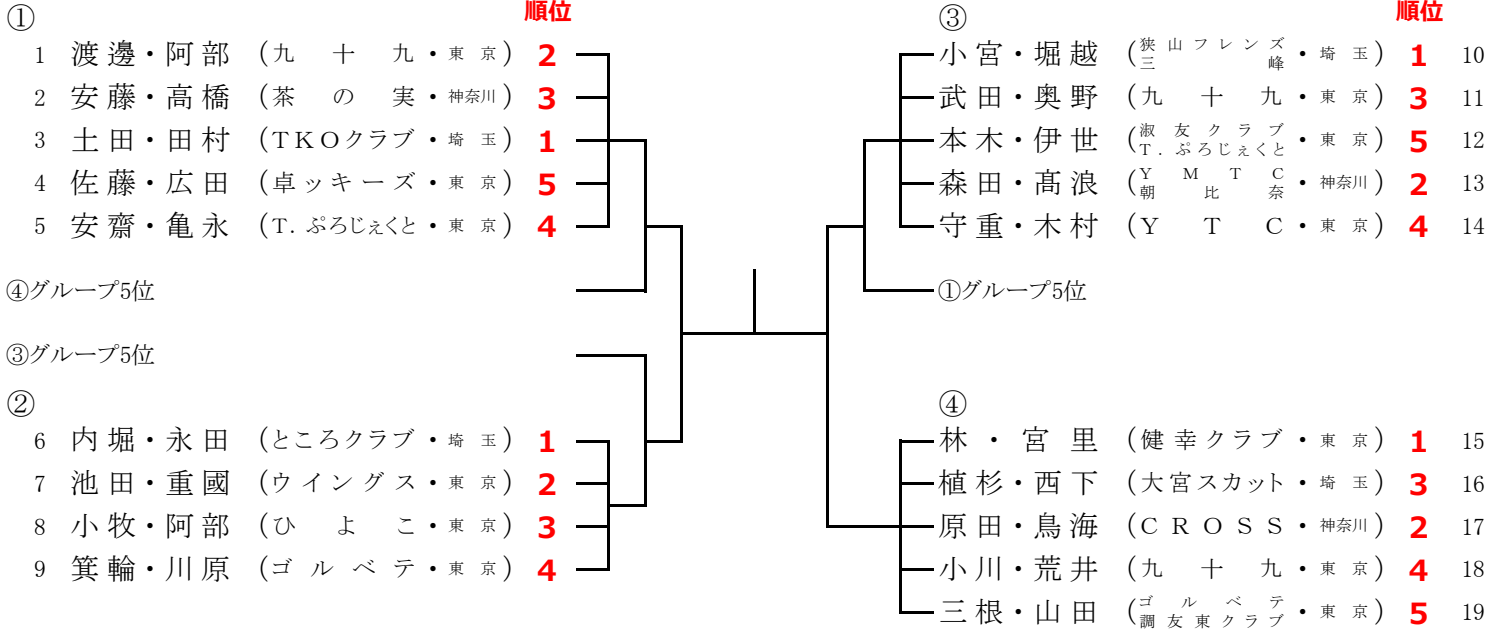 ① 順位
1 渡邊・阿部 (九十九・東京) 2
2 安藤・高橋 (茶の実・神奈川) 3
3 土田・田村 (TKOクラブ・埼玉) 1
4 佐藤・広田 (卓ッキーズ・東京) 5
5 安齋・亀永 (T.ぷろじぇくと・東京) 4
④グループ5位
③グループ5位
②
6 内堀・永田 (ところクラブ・埼玉) 1
7 池田・重國 (ウイングス・東京) 2
8 小牧・阿部 (ひよこ・東京) 3
9 箕輪・川原 (ゴルベテ・東京) 4
③ 順位
小宮・堀越 (狭山フレンズ 三峰・埼玉) 1 10
武田・奥野 (九十九・東京) 3 11
本木・伊世 (淑友クラブ T.ぷろじぇくと・東京) 5 12
森田・髙浪 (YMTC 朝比奈・神奈川) 2 13
守重・木村 (YTC・東京) 4 14
①グループ5位
④
林・宮里 (健幸クラブ・東京) 1 15
植杉・西下 (大宮スカット・埼玉) 3 16
原田・鳥海 (CROSS・神奈川) 2 17
小川・荒井 (九十九・東京) 4 18
三根・山田 (ゴルベテ 調友東クラブ・東京) 5 19